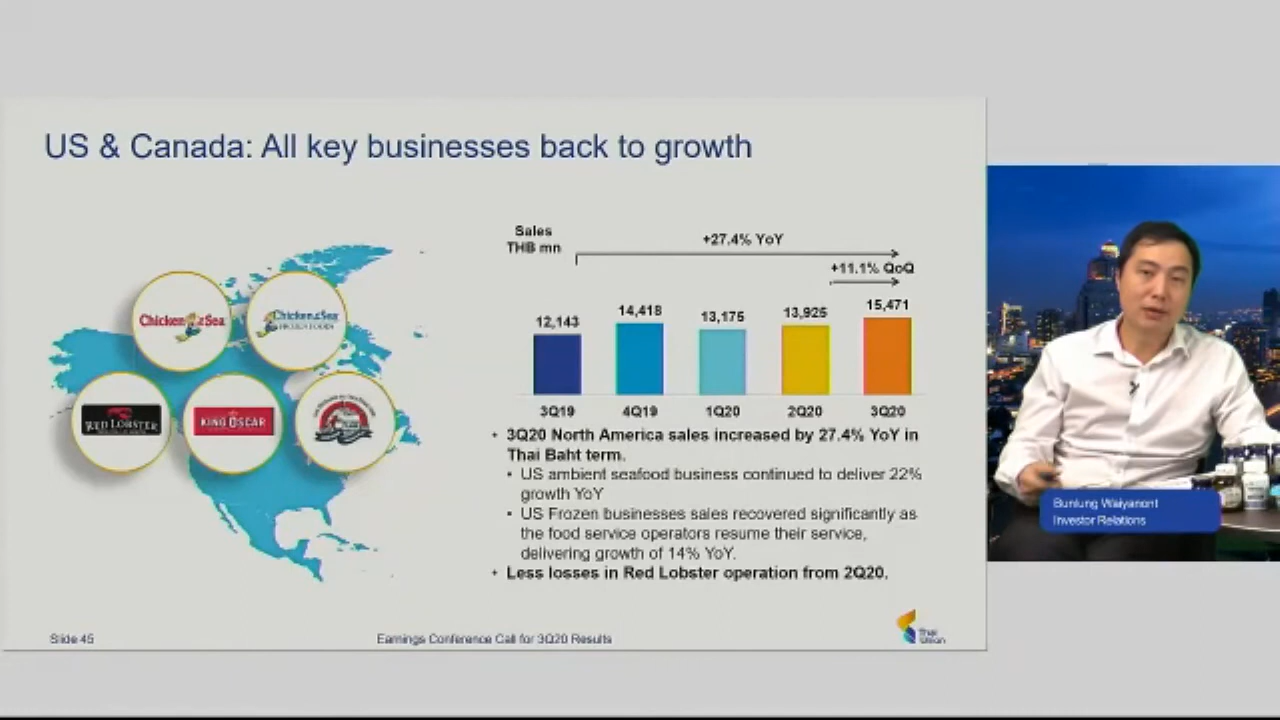 US & Canada: All key businesses back to growth
Sales
THB mn
+27.4% YoY
+11.1% QoQ
12,143
14,418
13,175
13,925
15,471
3Q19
4Q19
1Q20
2Q20
3Q20
Chicken of the Sea
Chicken of the Sea
FROZEN FOODS
RED LOBSTER
KING OSCAR
• 3Q20 North America sales increased by 27.4% YoY in
Thai Baht term.
• US ambient seafood business continued to deliver 22%
growth YoY
• US Frozen businesses sales recovered significantly as
the food service operators resume their service,
delivering growth of 14% YoY.
• Less losses in Red Lobster operation from 2Q20.
Slide 45
Earnings Conference Call for 3Q20 Results
Thai
Union
Bunlung Waiyanont
Investor Relations